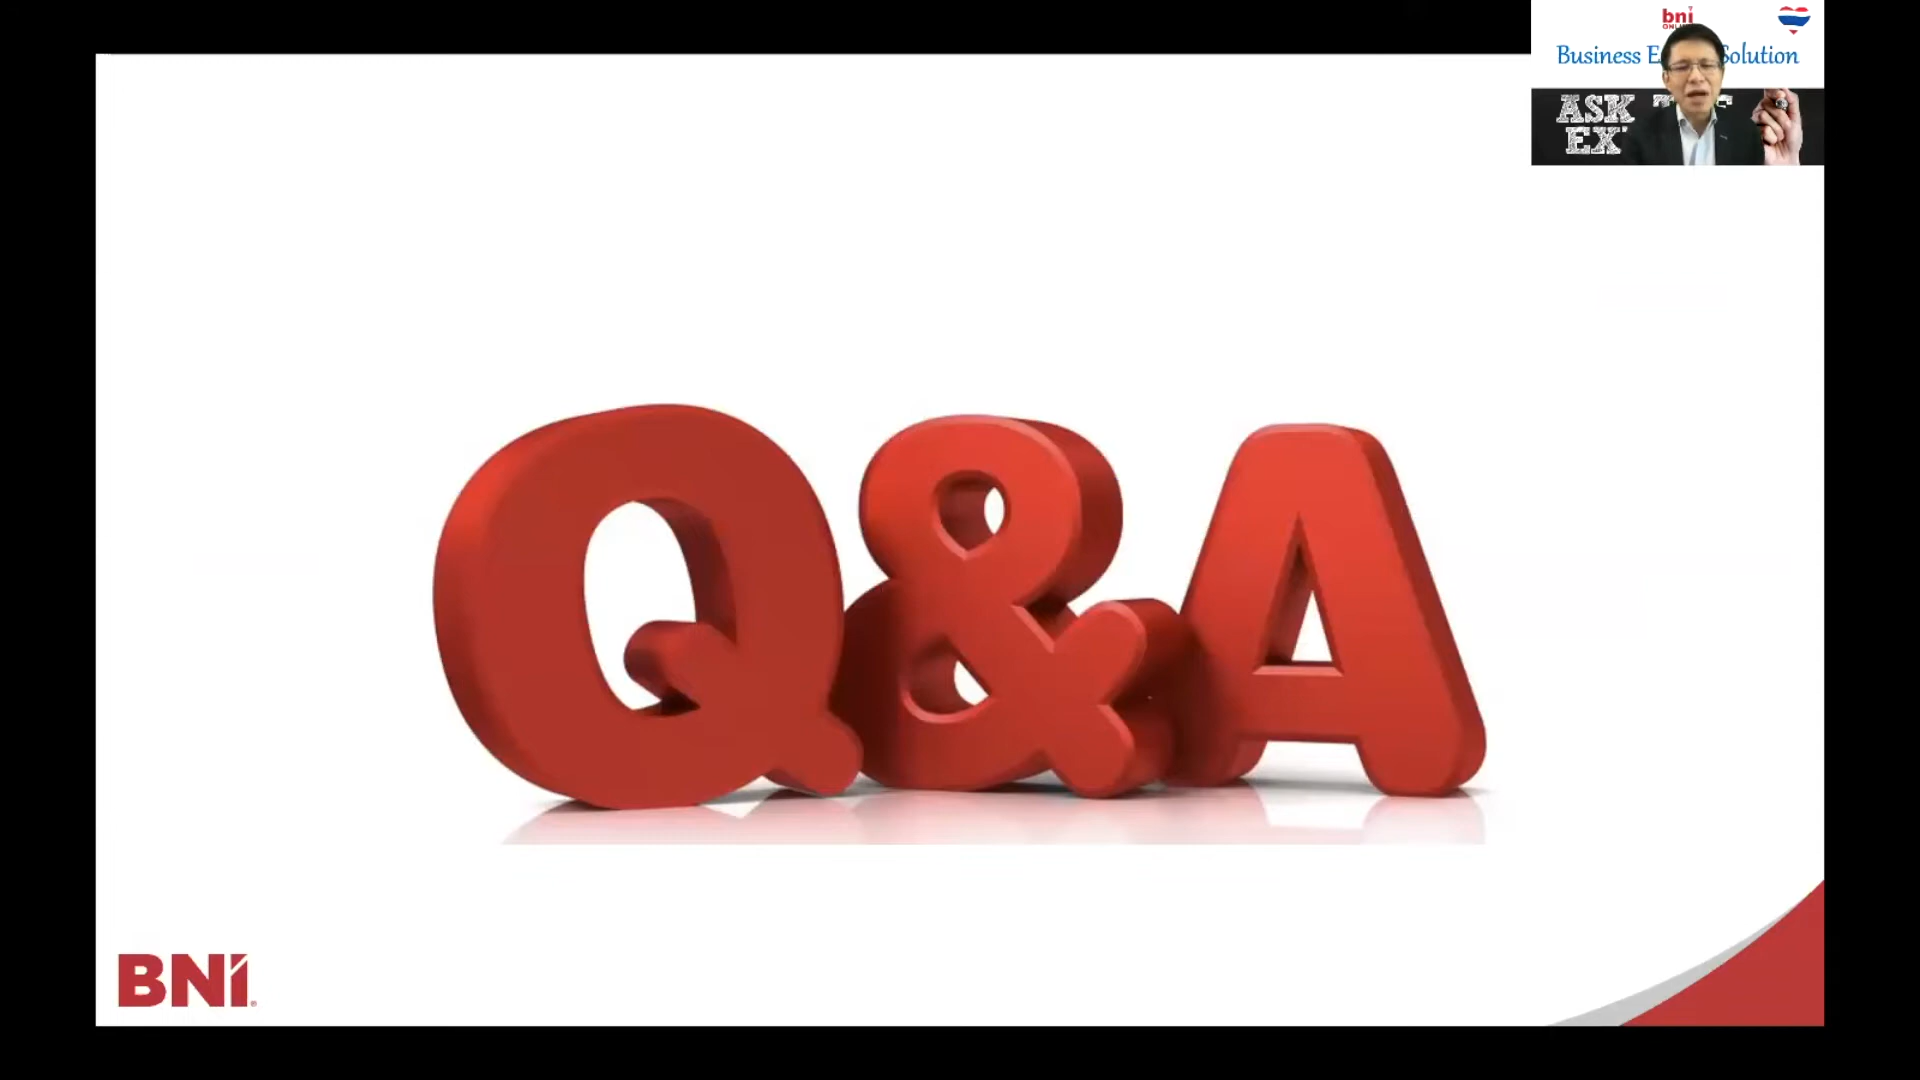 bni
Business E Solution
ASK
EX
Q&A
BNI